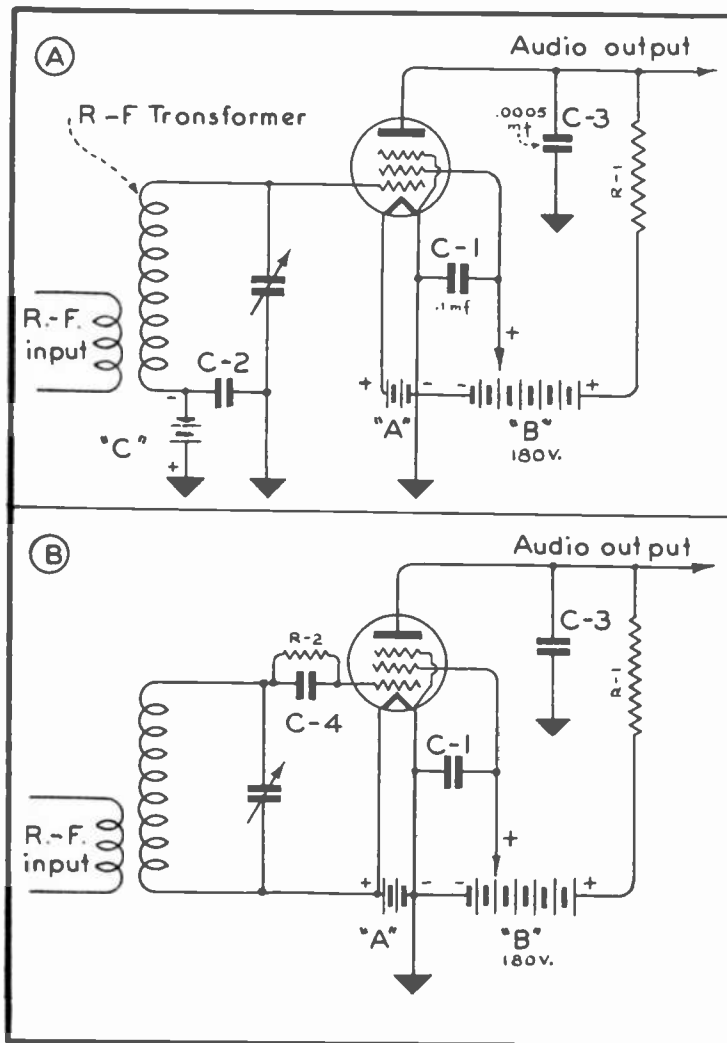 A
Audio output
R-F Transformer
.0005
mf
C-3
R-1
C-1
.1mf
R.-F.
input
C-2
+
-
"C"
+
+
-
"A"
-
+
"B"
180V.
+
B
Audio output
R-2
C-4
C-3
R-1
C-1
R.-F.
input
+
+
-
"A"
-
"B"
180V.
+